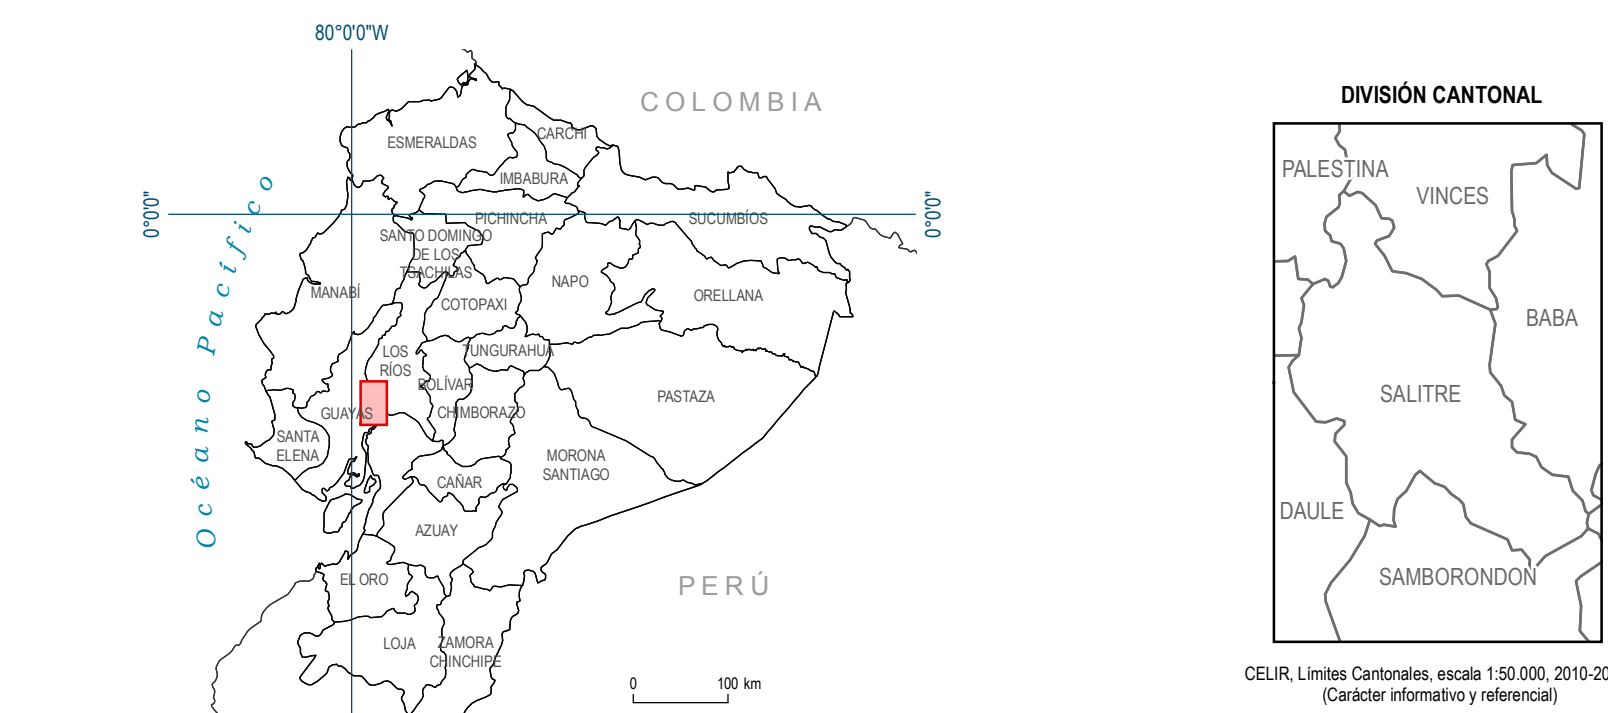 80°0'0"W
COLOMBIA
ESMERALDAS
CARCHI
IMBABURA
0°0'0"
PICHINCHA
SUCUMBÍOS
0°0'0"
SANTO DOMINGO
DE LOS
TSACHILAS
Océano Pacífico
MANABÍ
COTOPAXI
NAPO
ORELLANA
LOS
RÍOS
TUNGURAHUA
BOLÍVAR
PASTAZA
GUAYAS
CHIMBORAZO
SANTA
ELENA
MORONA
SANTIAGO
CAÑAR
AZUAY
EL ORO
PERÚ
LOJA
ZAMORA
CHINCHIPE
0
100 km
DIVISIÓN CANTONAL
PALESTINA
VINCES
BABA
SALITRE
DAULE
SAMBORONDON
CELIR, Límites Cantonales, escala 1:50.000, 2010-20
(Carácter informativo y referencial)